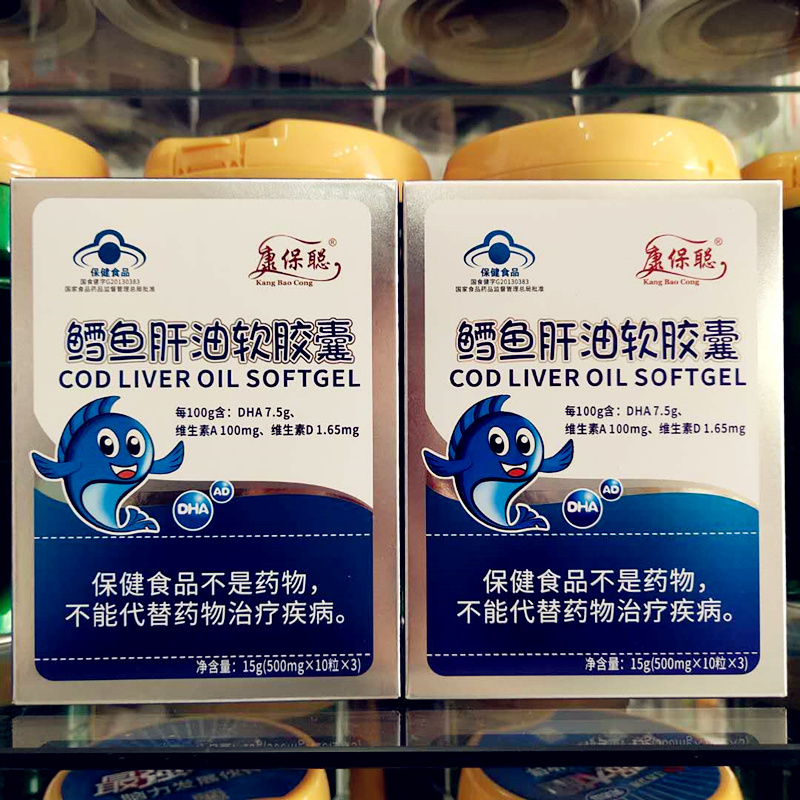 保健食品
国食健字G20130383
国家食品药品监督管理总局批准
康保聪®
Kang Bao Cong
鳕鱼肝油软胶囊
COD LIVER OIL SOFTGEL
每100g含：DHA 7.5g、
维生素A 100mg、维生素D 1.65mg
DHA
AD
保健食品不是药物，
不能代替药物治疗疾病。
净含量：15g(500mg×10粒×3)
保健食品
国食健字G20130383
国家食品药品监督管理总局批准
康保聪®
Kang Bao Cong
鳕鱼肝油软胶囊
COD LIVER OIL SOFTGEL
每100g含：DHA 7.5g、
维生素A 100mg、维生素D 1.65mg
DHA
AD
保健食品不是药物，
不能代替药物治疗疾病。
净含量：15g(500mg×10粒×3)
最强
脑力发展